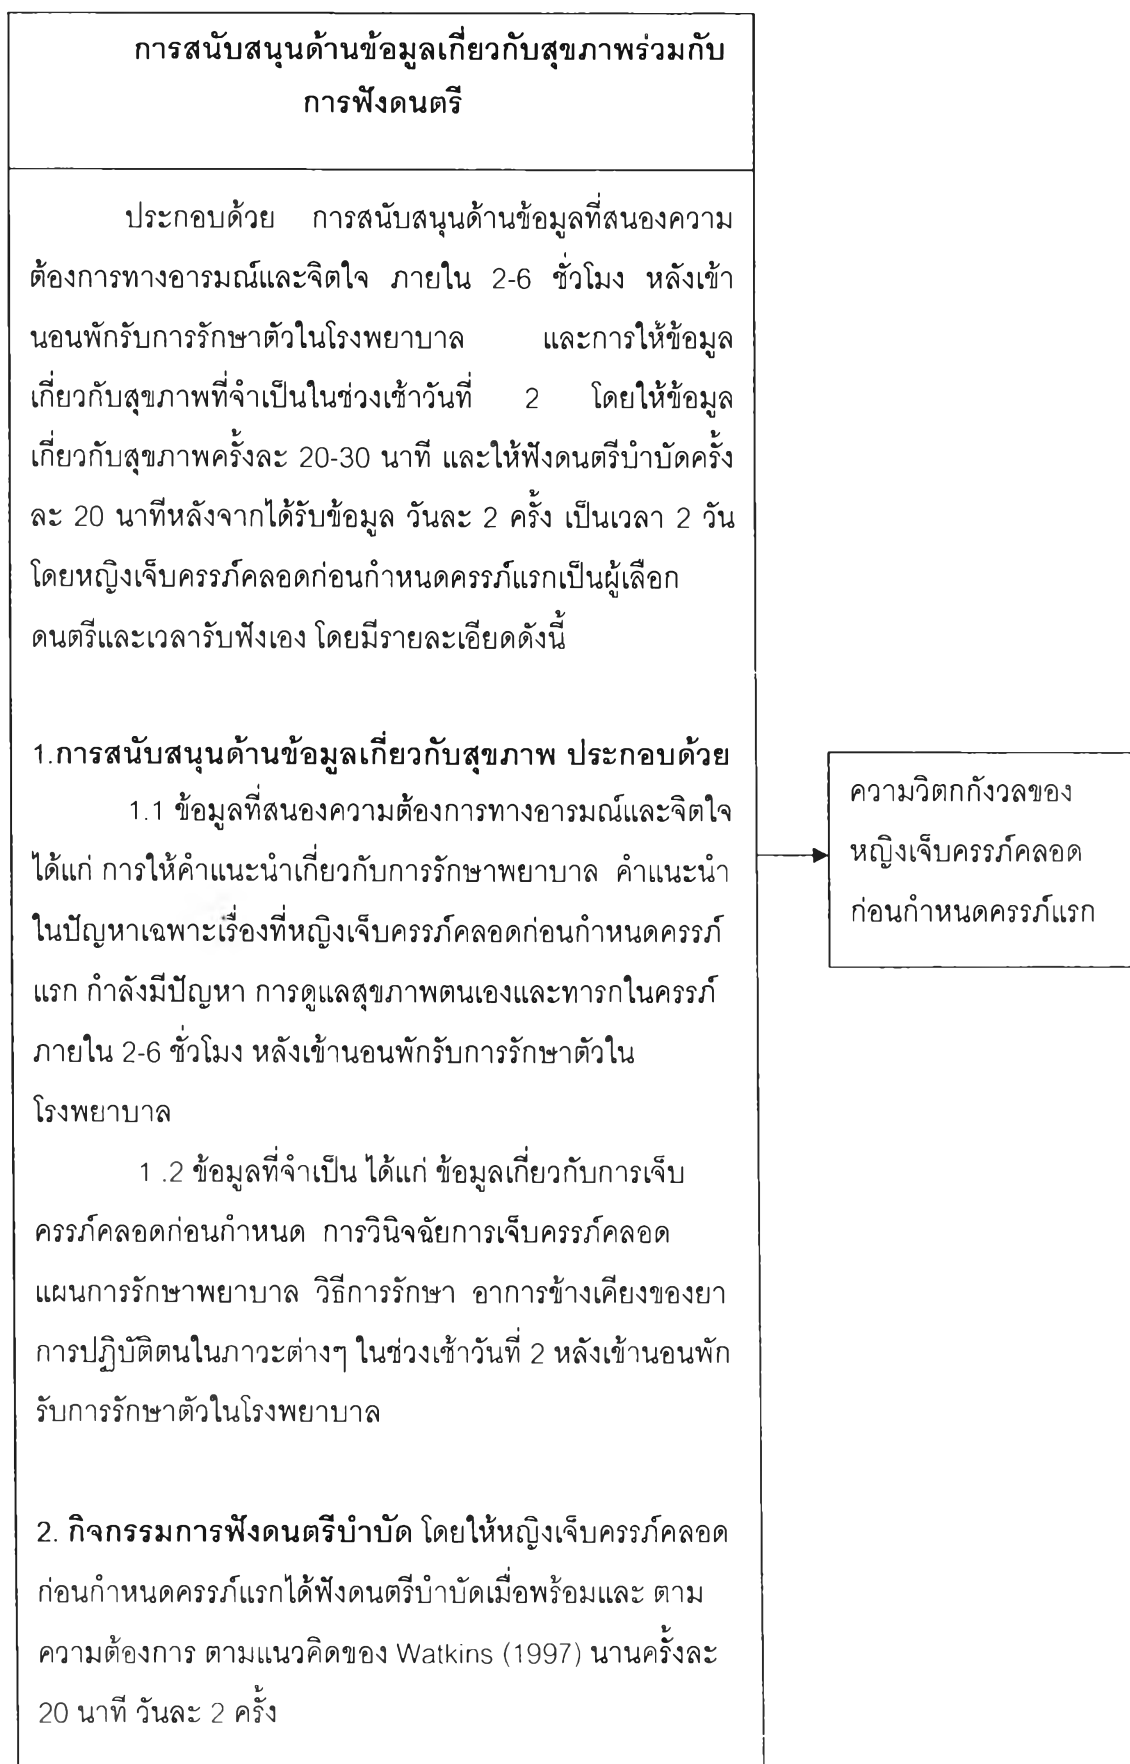 การสนับสนุนด้านข้อมูลเกี่ยวกับสุขภาพร่วมกับ
การฟังดนตรี
ประกอบด้วย การสนับสนุนด้านข้อมูลที่สนองความ
ต้องการทางอารมณ์และจิตใจ ภายใน 2-6 ชั่วโมง หลังเข้า
นอนพักรับการรักษาตัวในโรงพยาบาล และการให้ข้อมูล
เกี่ยวกับสุขภาพที่จำเป็นในช่วงเช้าวันที่ 2 โดยให้ข้อมูล
เกี่ยวกับสุขภาพครั้งละ 20-30 นาที และให้ฟังดนตรีบำบัดครั้ง
ละ 20 นาทีหลังจากได้รับข้อมูล วันละ 2 ครั้ง เป็นเวลา 2 วัน
โดยหญิงเจ็บครรภ์คลอดก่อนกำหนดครรภ์แรกเป็นผู้เลือก
ดนตรีและเวลารับฟังเอง โดยมีรายละเอียดดังนี้
1.การสนับสนุนด้านข้อมูลเกี่ยวกับสุขภาพ ประกอบด้วย
1.1 ข้อมูลที่สนองความต้องการทางอารมณ์และจิตใจ
ได้แก่ การให้คำแนะนำเกี่ยวกับการรักษาพยาบาล คำแนะนำ
ในปัญหาเฉพาะเรื่องที่หญิงเจ็บครรภ์คลอดก่อนกำหนดครรภ์
แรก กำลังมีปัญหา การดูแลสุขภาพตนเองและทารกในครรภ์
ภายใน 2-6 ชั่วโมง หลังเข้านอนพักรับการรักษาตัวใน
โรงพยาบาล
1 .2 ข้อมูลที่จำเป็น ได้แก่ ข้อมูลเกี่ยวกับการเจ็บ
ครรภ์คลอดก่อนกำหนด การวินิจฉัยการเจ็บครรภ์คลอด
แผนการรักษาพยาบาล วิธีการรักษา อาการข้างเคียงของยา
การปฏิบัติตนในภาวะต่างๆ ในช่วงเช้าวันที่ 2 หลังเข้านอนพัก
รับการรักษาตัวในโรงพยาบาล
2. กิจกรรมการฟังดนตรีบำบัด โดยให้หญิงเจ็บครรภ์คลอด
ก่อนกำหนดครรภ์แรกได้ฟังดนตรีบำบัดเมื่อพร้อมและ ตาม
ความต้องการ ตามแนวคิดของ Watkins (1997) นานครั้งละ
20 นาที วันละ 2 ครั้ง
ความวิตกกังวลของ
หญิงเจ็บครรภ์คลอด
ก่อนกำหนดครรภ์แรก